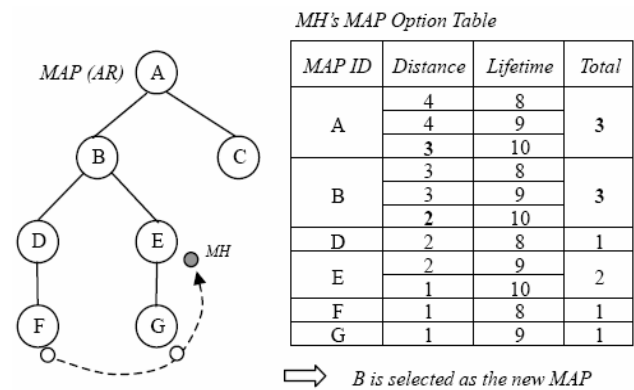 MH's MAP Option Table
MAP (AR)
A
B
C
D
E
MH
F
G
MAP ID Distance Lifetime Total
A 4 8 3
4 9
3 10
B 3 8 3
3 9
2 10
D 2 8 1
E 2 9 2
1 10
F 1 8 1
G 1 9 1
B is selected as the new MAP